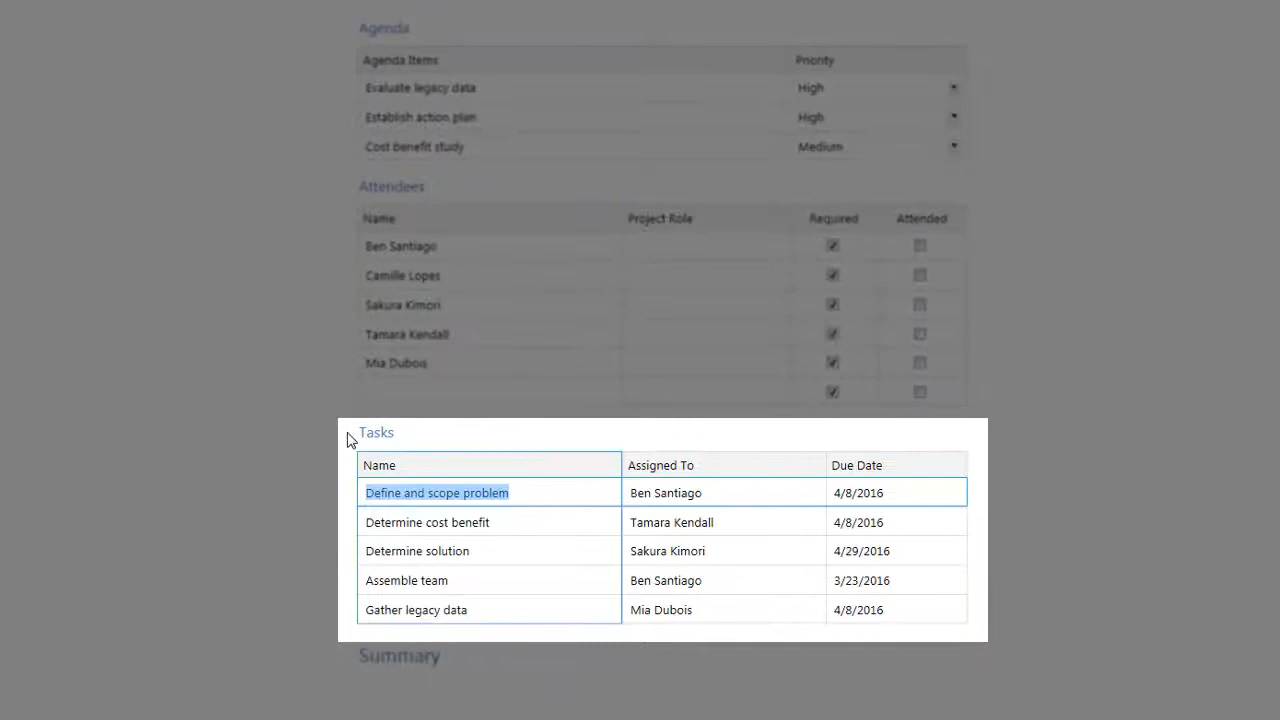 Agenda
Agenda Items Priority
Evaluate legacy data High
Establish action plan High
Cost benefit study Medium
Attendees
Name Project Role Required Attended
Ben Santiago
Camille Lopes
Sakura Kimori
Tamara Kendall
Mia Dubois
Tasks
Name Assigned To Due Date
Define and scope problem Ben Santiago 4/8/2016
Determine cost benefit Tamara Kendall 4/8/2016
Determine solution Sakura Kimori 4/29/2016
Assemble team Ben Santiago 3/23/2016
Gather legacy data Mia Dubois 4/8/2016
Summary